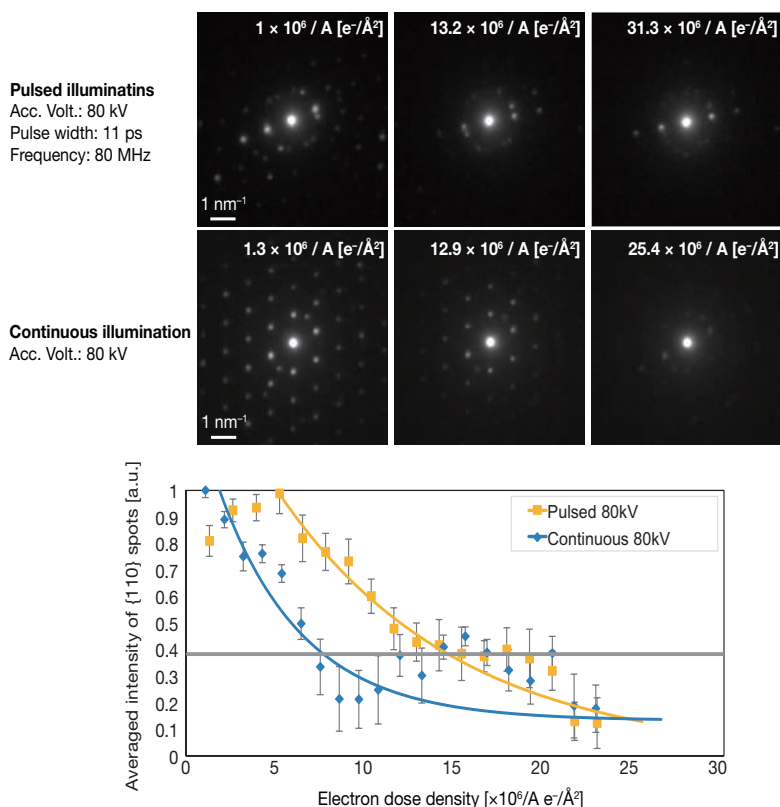 Pulsed illuminatins
Acc. Volt.: 80 kV
Pulse width: 11 ps
Frequency: 80 MHz
1 × 10⁶ / A [e⁻/Å²]
13.2 × 10⁶ / A [e⁻/Å²]
31.3 × 10⁶ / A [e⁻/Å²]
1 nm⁻¹
Continuous illumination
Acc. Volt.: 80 kV
1.3 × 10⁶ / A [e⁻/Å²]
12.9 × 10⁶ / A [e⁻/Å²]
25.4 × 10⁶ / A [e⁻/Å²]
1 nm⁻¹
Averaged intensity of {110} spots [a.u.]
1
0.9
0.8
0.7
0.6
0.5
0.4
0.3
0.2
0.1
0
Pulsed 80kV
Continuous 80kV
0 5 10 15 20 25 30
Electron dose density [×10⁶/A e⁻/Å²]